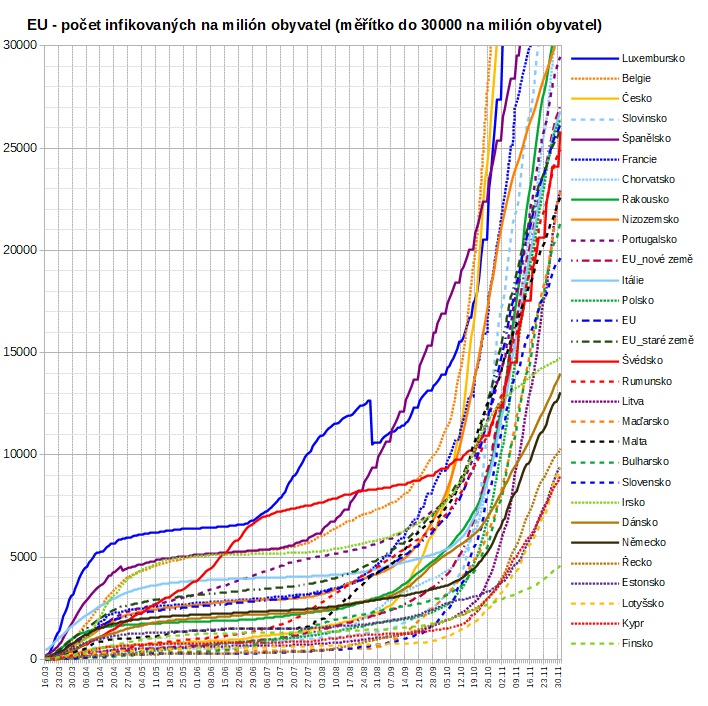 EU - počet infikovaných na milión obyvatel (měřítko do 30000 na milión obyvatel)
30000
25000
20000
15000
10000
5000
0
16.03
23.03
30.03
06.04
13.04
20.04
27.04
04.05
11.05
18.05
25.05
01.06
08.06
15.06
22.06
29.06
06.07
13.07
20.07
27.07
03.08
10.08
17.08
24.08
31.08
07.09
14.09
21.09
28.09
05.10
12.10
19.10
26.10
02.11
09.11
16.11
23.11
30.11
Luxembursko
Belgie
Česko
Slovinsko
Španělsko
Francie
Chorvatsko
Rakousko
Nizozemsko
Portugalsko
EU_nové země
Itálie
Polsko
EU
EU_staré země
Švédsko
Rumunsko
Litva
Maďarsko
Malta
Bulharsko
Slovensko
Irsko
Dánsko
Německo
Řecko
Estonsko
Lotyšsko
Kypr
Finsko